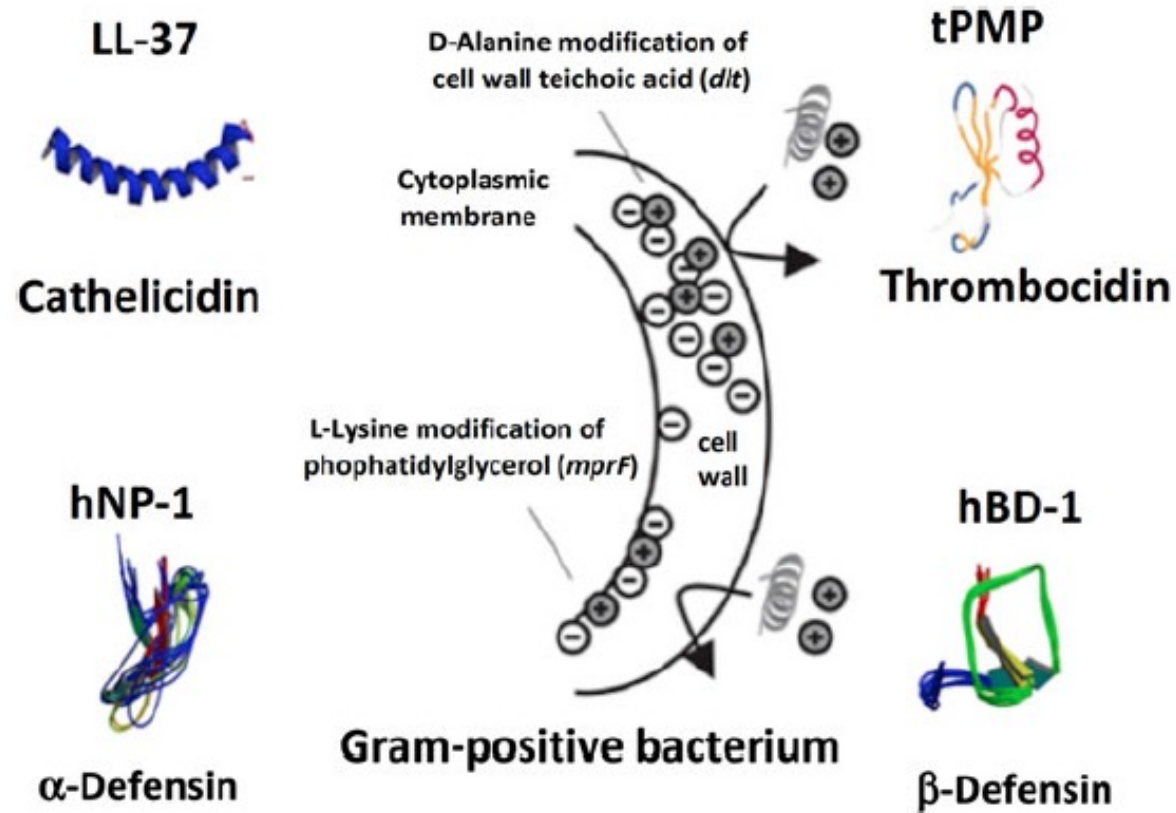 LL-37
Cathelicidin
D-Alanine modification of
cell wall teichoic acid (dlt)
Cytoplasmic
membrane
tPMP
Thrombocidin
L-Lysine modification of
phophatidylglycerol (mprF)
cell
wall
hNP-1
α-Defensin
Gram-positive bacterium
hBD-1
β-Defensin